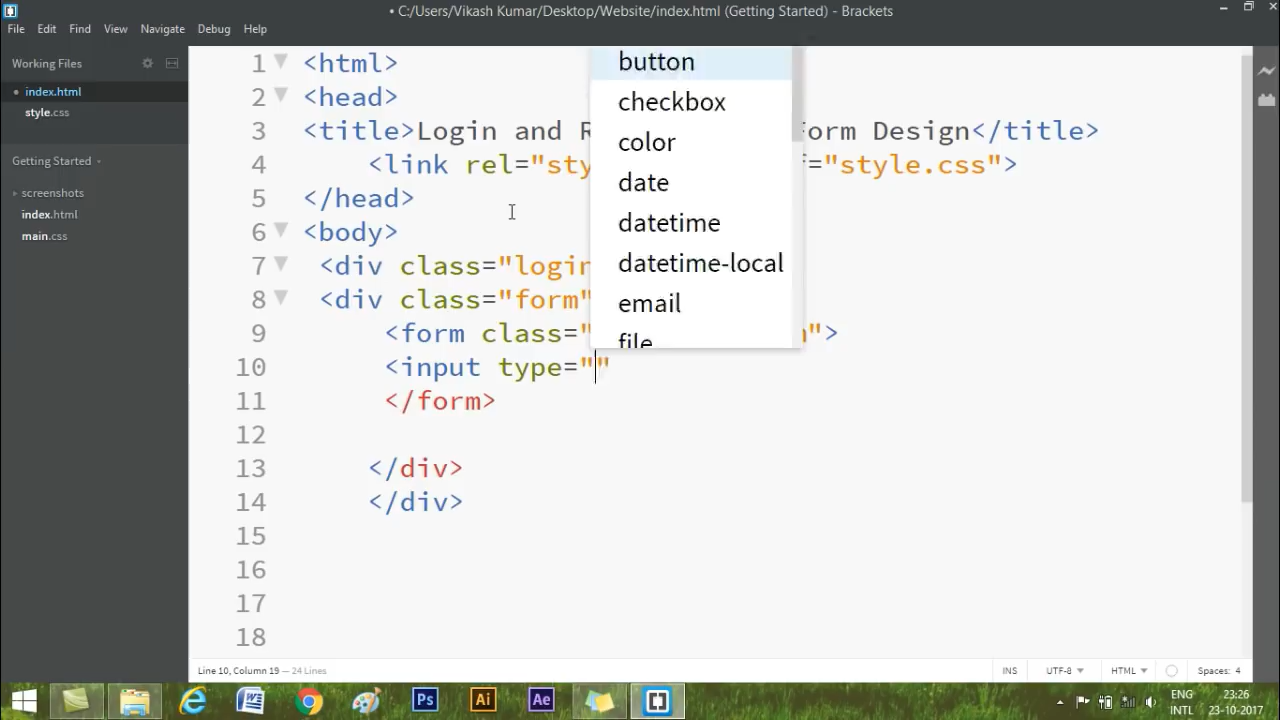 • C:/Users/Vikash Kumar/Desktop/Website/index.html (Getting Started) - Brackets
File Edit Find View Navigate Debug Help
Working Files
• index.html
style.css
Getting Started
screenshots
index.html
main.css
1 <html>
2 <head>
3 <title>Login and R orm Design</title>
4 <link rel="sty f="style.css">
5 </head>
6 <body>
7 <div class="login
8 <div class="form"
9 <form class=" ">
10 <input type=""
11 </form>
12
13 </div>
14 </div>
15
16
17
18
button
checkbox
color
date
datetime
datetime-local
email
file
Line 10, Column 19 — 24 Lines
INS UTF-8 HTML Spaces: 4
Ps Ai Ae
ENG
INTL
23:26
23-10-2017